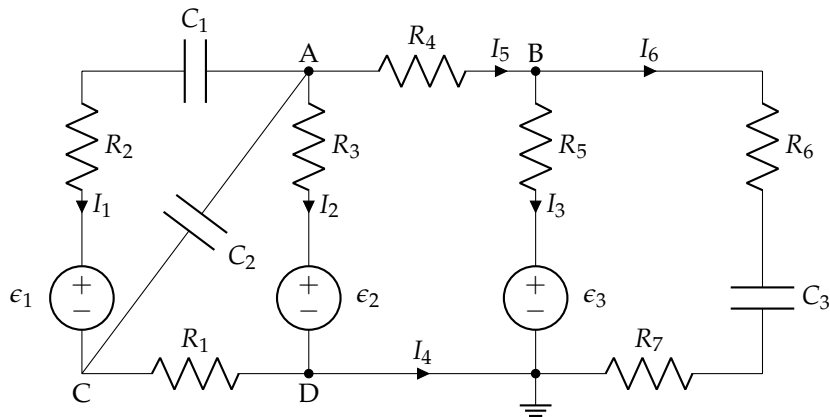 C₁
A
R₄
I₅
B
I₆
R₂
R₃
R₅
R₆
I₁
I₂
I₃
C₂
ϵ₁
+
−
ϵ₂
+
−
ϵ₃
+
−
C₃
R₁
I₄
R₇
C
D